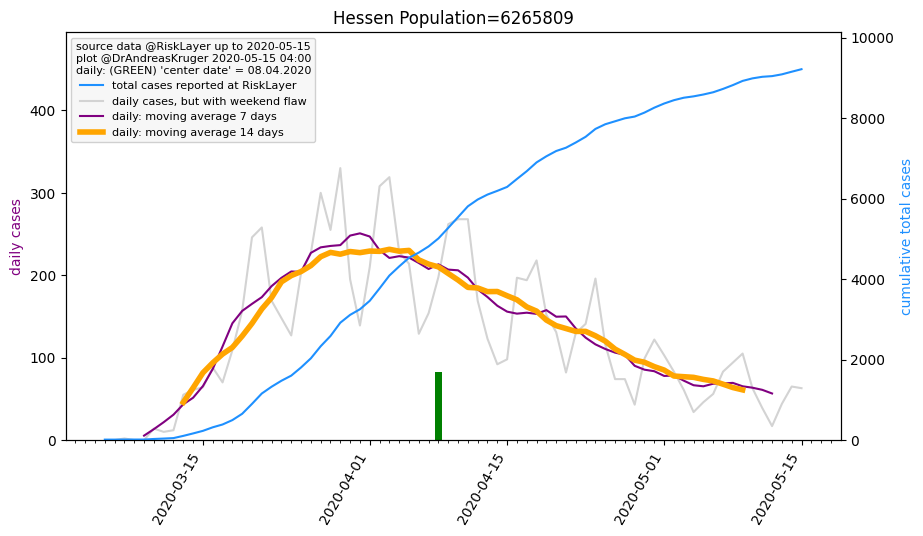 Hessen Population=6265809
source data @RiskLayer up to 2020-05-15
plot @DrAndreasKruger 2020-05-15 04:00
daily: (GREEN) 'center date' = 08.04.2020
total cases reported at RiskLayer
daily cases, but with weekend flaw
daily: moving average 7 days
daily: moving average 14 days
daily cases
400
300
200
100
0
cumulative total cases
10000
8000
6000
4000
2000
0
2020-03-15
2020-04-01
2020-04-15
2020-05-01
2020-05-15